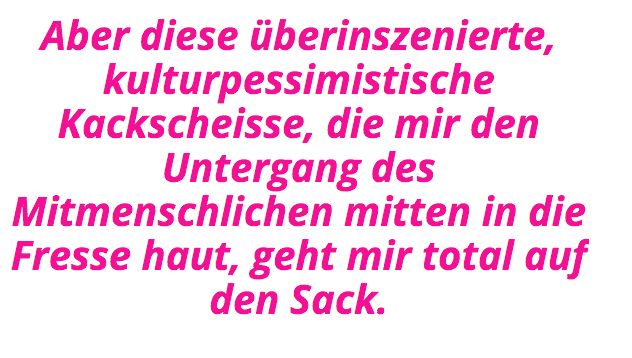 Aber diese überinszenierte,
kulturpessimistische
Kackscheisse, die mir den
Untergang des
Mitmenschlichen mitten in die
Fresse haut, geht mir total auf
den Sack.